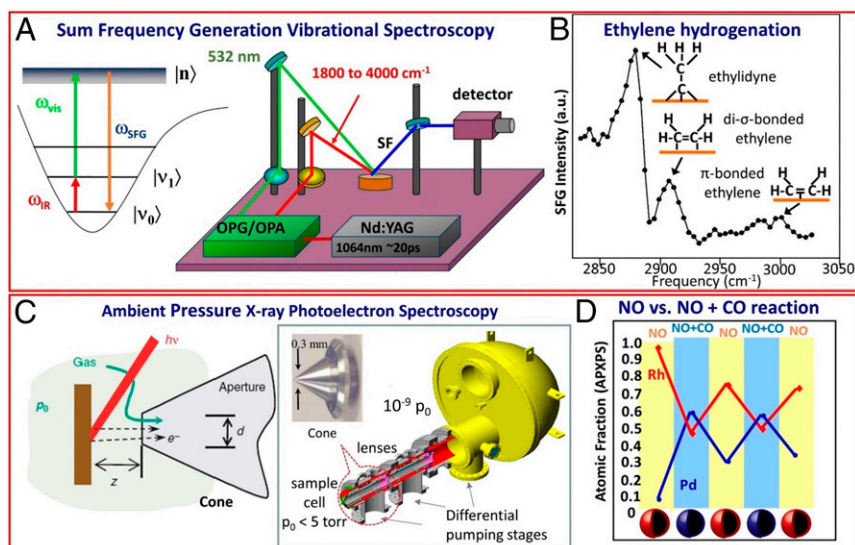 A
Sum Frequency Generation Vibrational Spectroscopy
|n⟩
ω_vis
ω_SFG
|ν₁⟩
ω_IR
|ν₀⟩
532 nm
1800 to 4000 cm⁻¹
detector
SF
OPG/OPA
Nd:YAG
1064nm ~20ps
B
Ethylene hydrogenation
SFG Intensity (a.u.)
H H H
C
C
ethylidyne
H H
H-C=C-H
di-σ-bonded
ethylene
H H
H-C=C-H
π-bonded
ethylene
2850 2900 2950 3000 3050
Frequency (cm⁻¹)
C
Ambient Pressure X-ray Photoelectron Spectroscopy
hν
Gas
p₀
Aperture
d
e⁻
z
Cone
0.3 mm
Cone
10⁻⁹ p₀
lenses
sample
cell
p₀ < 5 torr
Differential
pumping stages
D
NO vs. NO + CO reaction
NO NO+CO NO NO+CO NO
Atomic Fraction (APXPS)
1.0
0.9
0.8
0.7
0.6
0.5
0.4
0.3
0.2
0.1
0
Rh
Pd